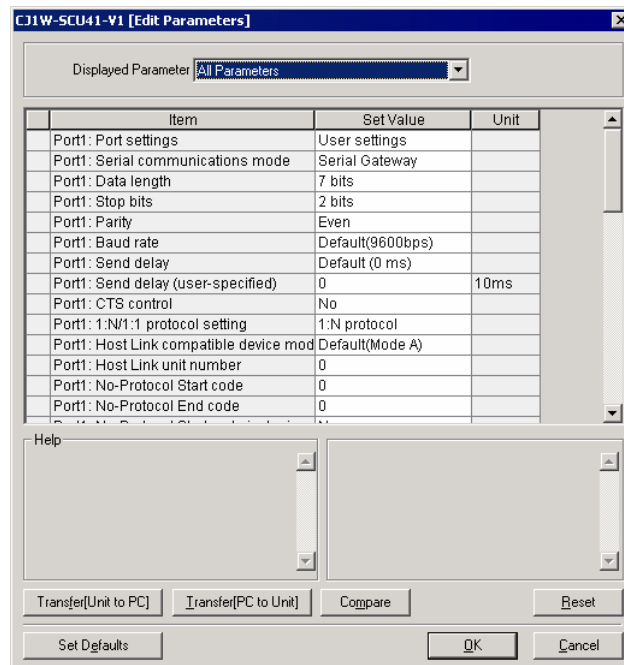 CJ1W-SCU41-V1 [Edit Parameters]
Displayed Parameter All Parameters
Item Set Value Unit
Port1: Port settings User settings
Port1: Serial communications mode Serial Gateway
Port1: Data length 7 bits
Port1: Stop bits 2 bits
Port1: Parity Even
Port1: Baud rate Default(9600bps)
Port1: Send delay Default (0 ms)
Port1: Send delay (user-specified) 0 10ms
Port1: CTS control No
Port1: 1:N/1:1 protocol setting 1:N protocol
Port1: Host Link compatible device mod Default(Mode A)
Port1: Host Link unit number 0
Port1: No-Protocol Start code 0
Port1: No-Protocol End code 0
Help
Transfer[Unit to PC] Transfer[PC to Unit] Compare Reset
Set Defaults OK Cancel